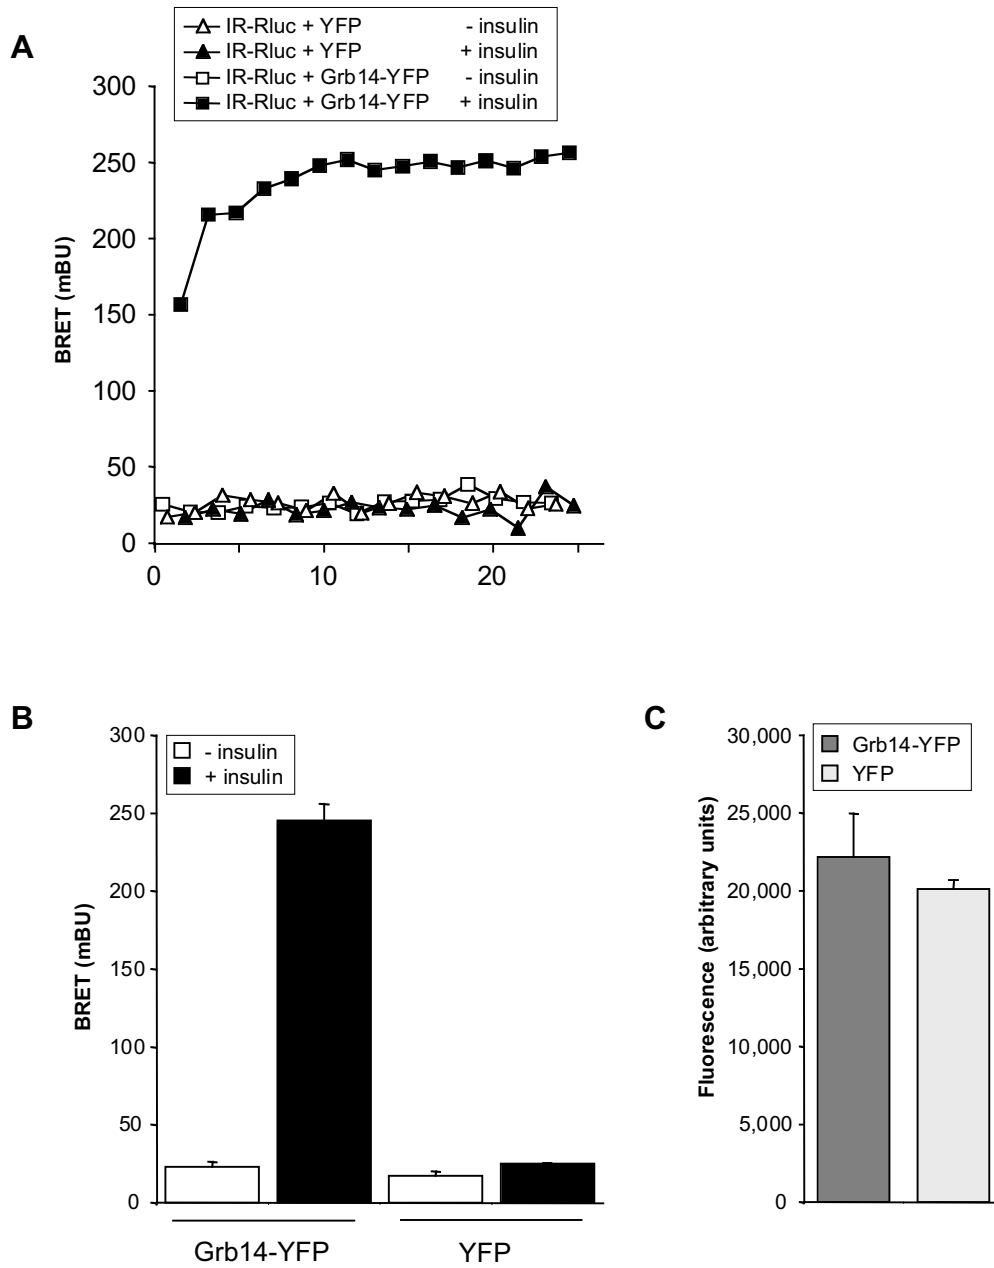 A
IR-Rluc + YFP - insulin
IR-Rluc + YFP + insulin
IR-Rluc + Grb14-YFP - insulin
IR-Rluc + Grb14-YFP + insulin
300
250
200
150
100
50
0
BRET (mBU)
0 10 20
B
300
250
200
150
100
50
0
BRET (mBU)
- insulin
+ insulin
Grb14-YFP YFP
C
30,000
25,000
20,000
15,000
10,000
5,000
0
Fluorescence (arbitrary units)
Grb14-YFP
YFP